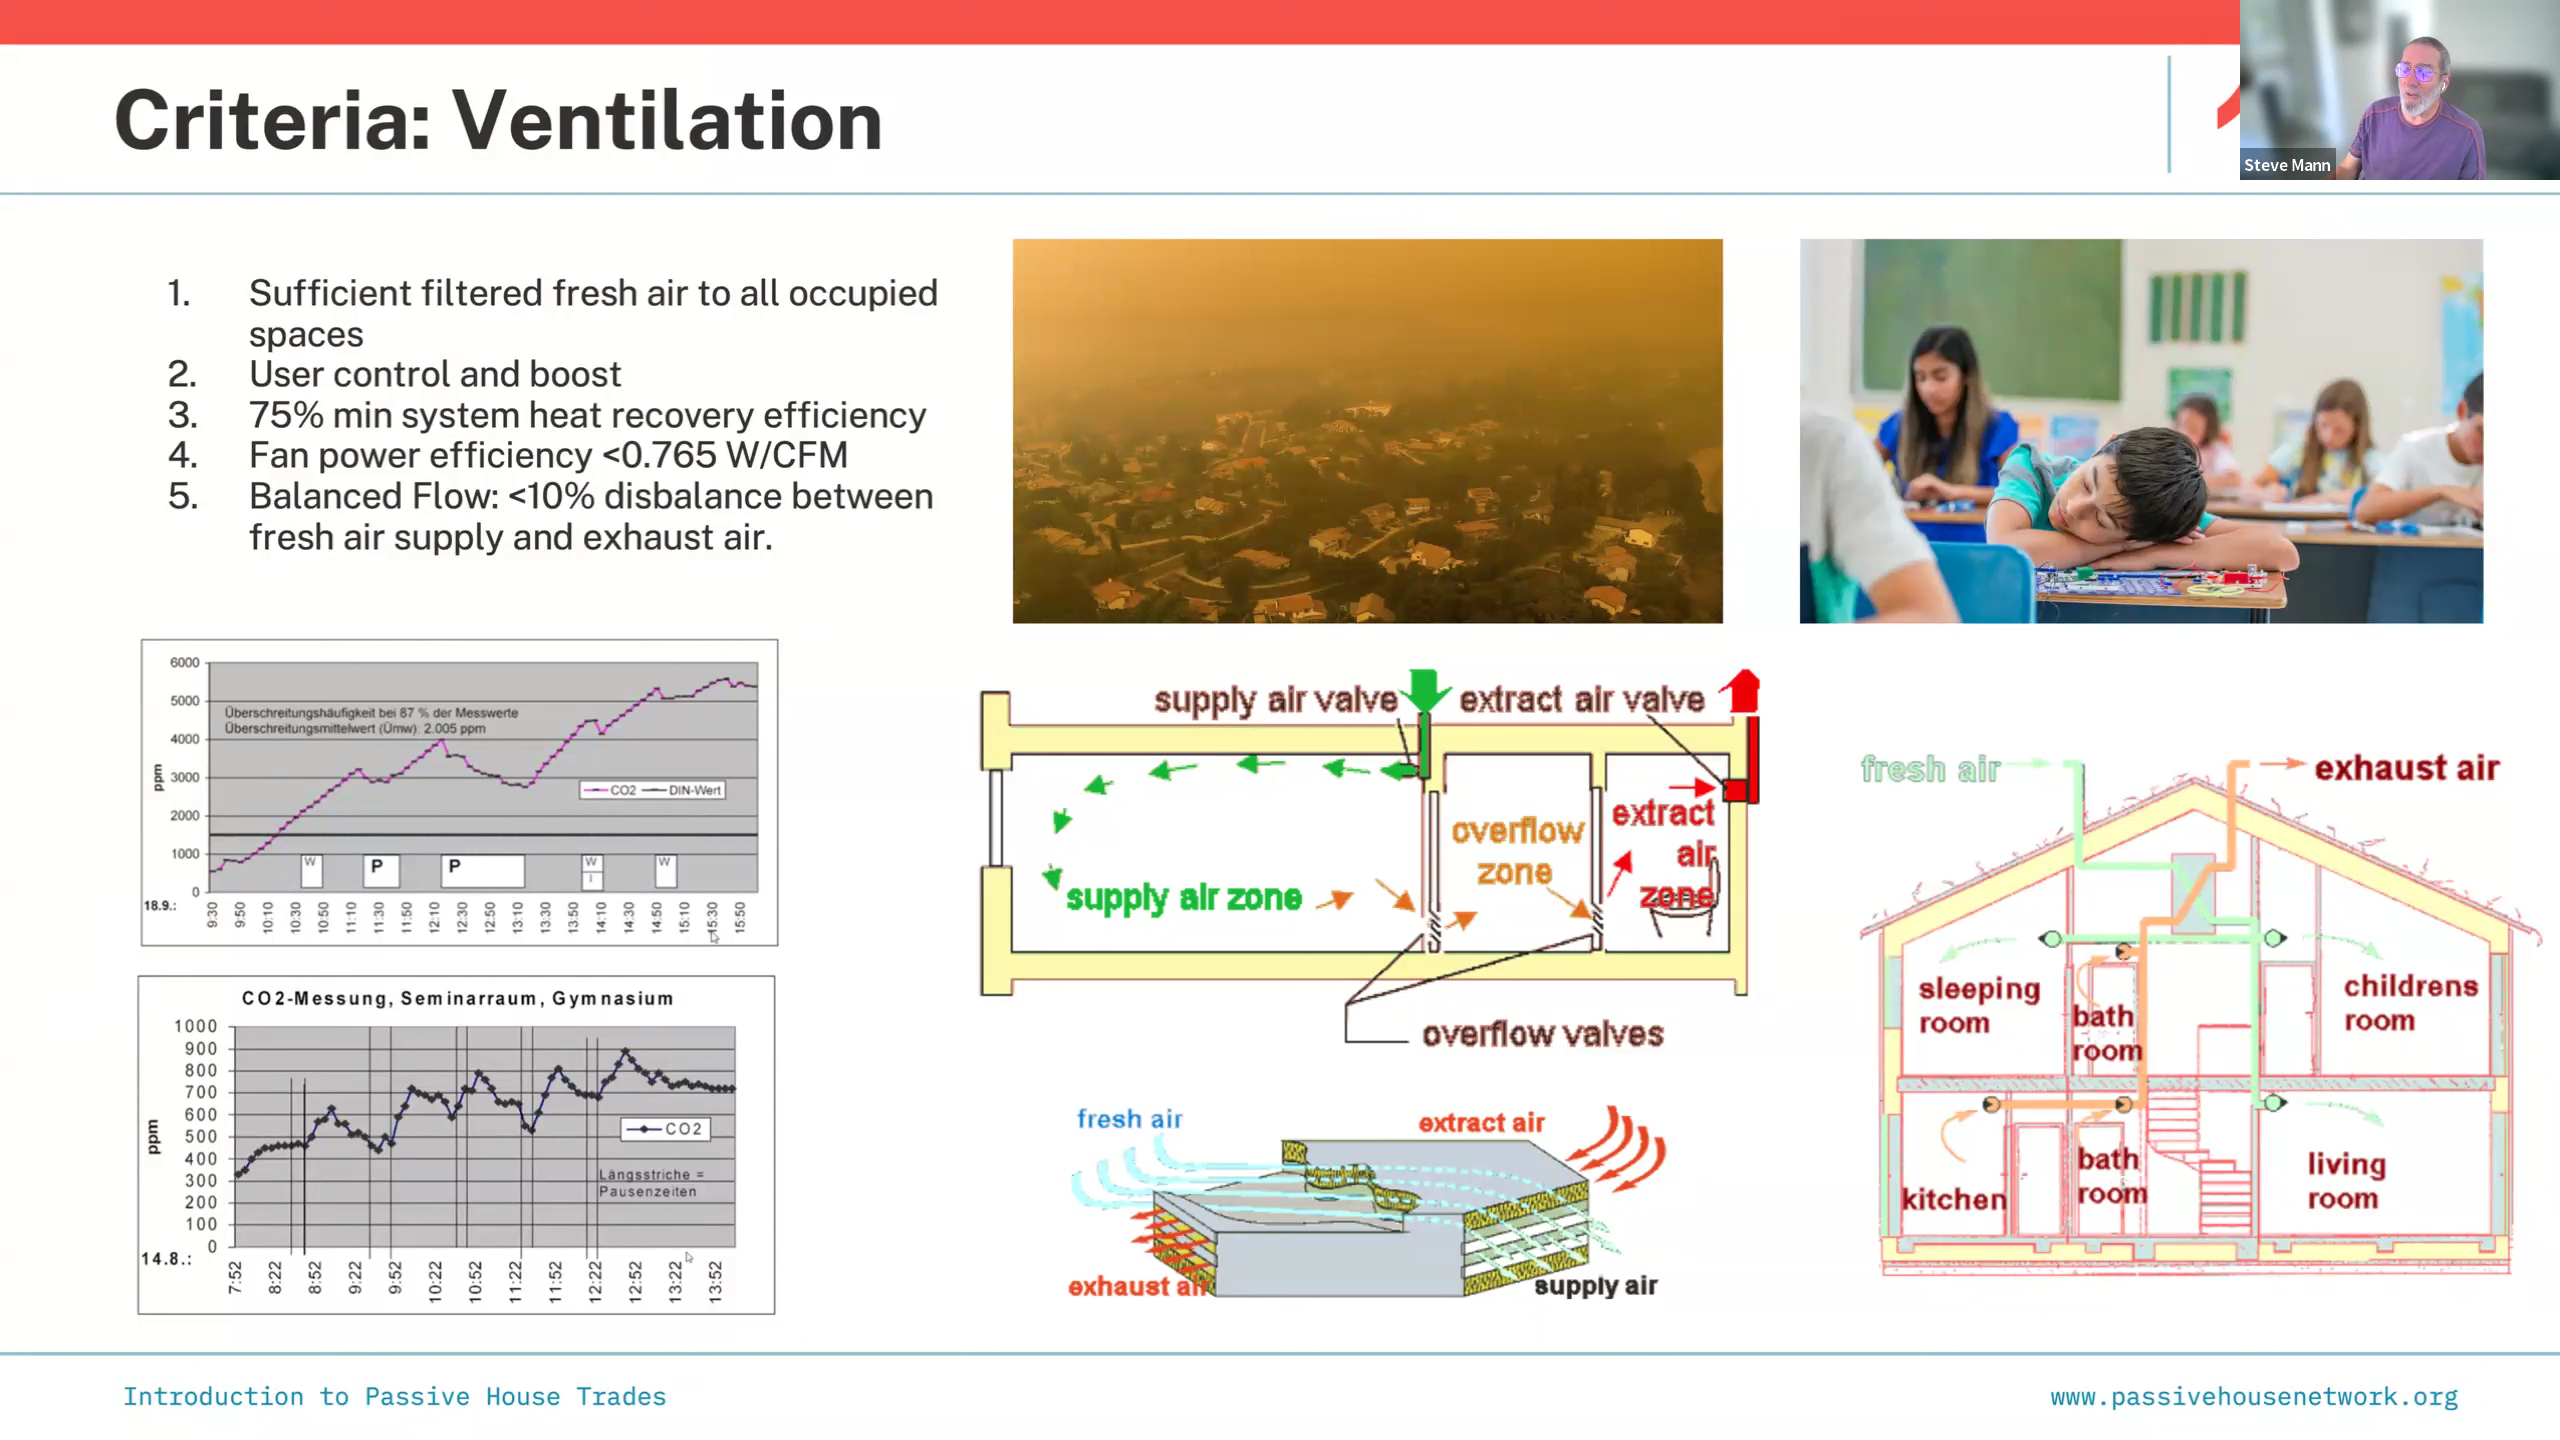 Criteria: Ventilation
Steve Mann
1. Sufficient filtered fresh air to all occupied
spaces
2. User control and boost
3. 75% min system heat recovery efficiency
4. Fan power efficiency <0.765 W/CFM
5. Balanced Flow: <10% disbalance between
fresh air supply and exhaust air.
6000
5000
4000
3000
2000
1000
0
ppm
Überschreitungshäufigkeit bei 87 % der Messwerte
Überschreitungsmittelwert (Ümw): 2.005 ppm
CO2 DIN-Wert
W P P W I W
18.9.: 9:30 9:50 10:10 10:30 10:50 11:10 11:30 11:50 12:10 12:30 12:50 13:10 13:30 13:50 14:10 14:30 14:50 15:10 15:30 15:50
CO2-Messung, Seminarraum, Gymnasium
1000
900
800
700
600
500
400
300
200
100
0
ppm
CO2
Längsstriche =
Pausenzeiten
14.8.: 7:52 8:22 8:52 9:22 9:52 10:22 10:52 11:22 11:52 12:22 12:52 13:22 13:52
supply air valve extract air valve
overflow
zone
extract
air
zone
supply air zone
overflow valves
fresh air extract air
exhaust air supply air
fresh air exhaust air
sleeping
room
bath
room
childrens
room
kitchen
bath
room
living
room
Introduction to Passive House Trades
www.passivehousenetwork.org